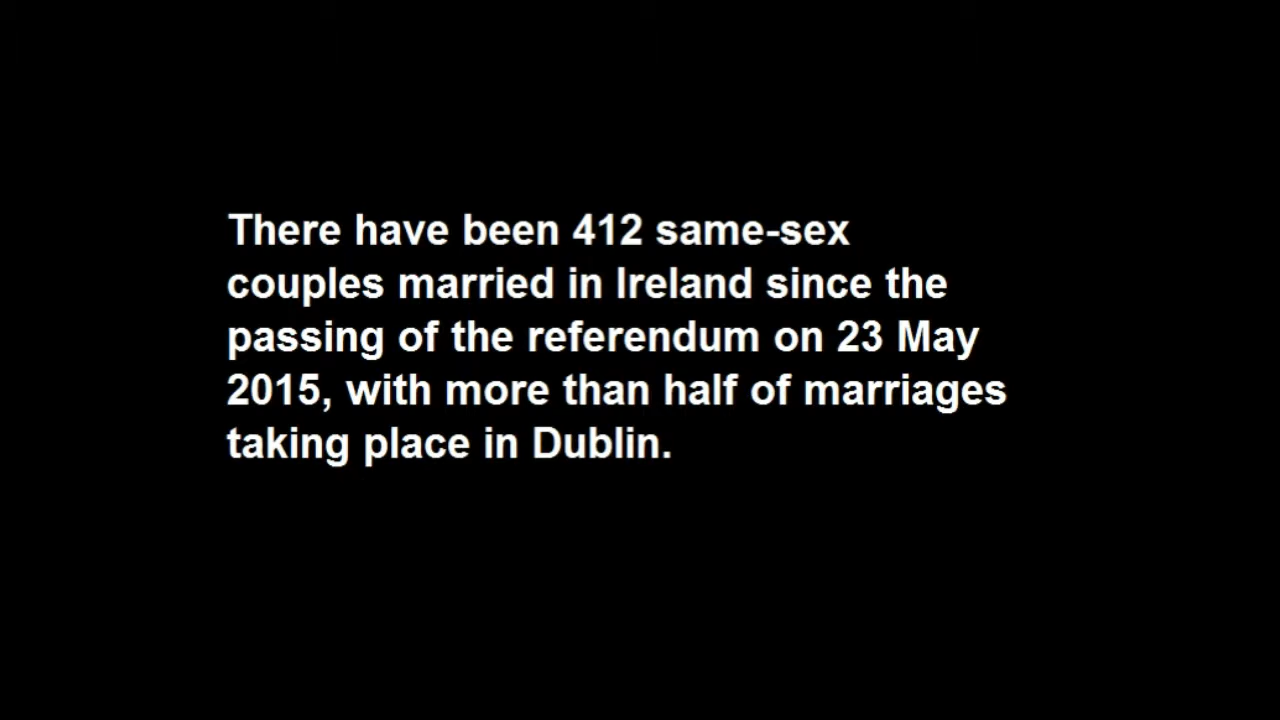 There have been 412 same-sex
couples married in Ireland since the
passing of the referendum on 23 May
2015, with more than half of marriages
taking place in Dublin.